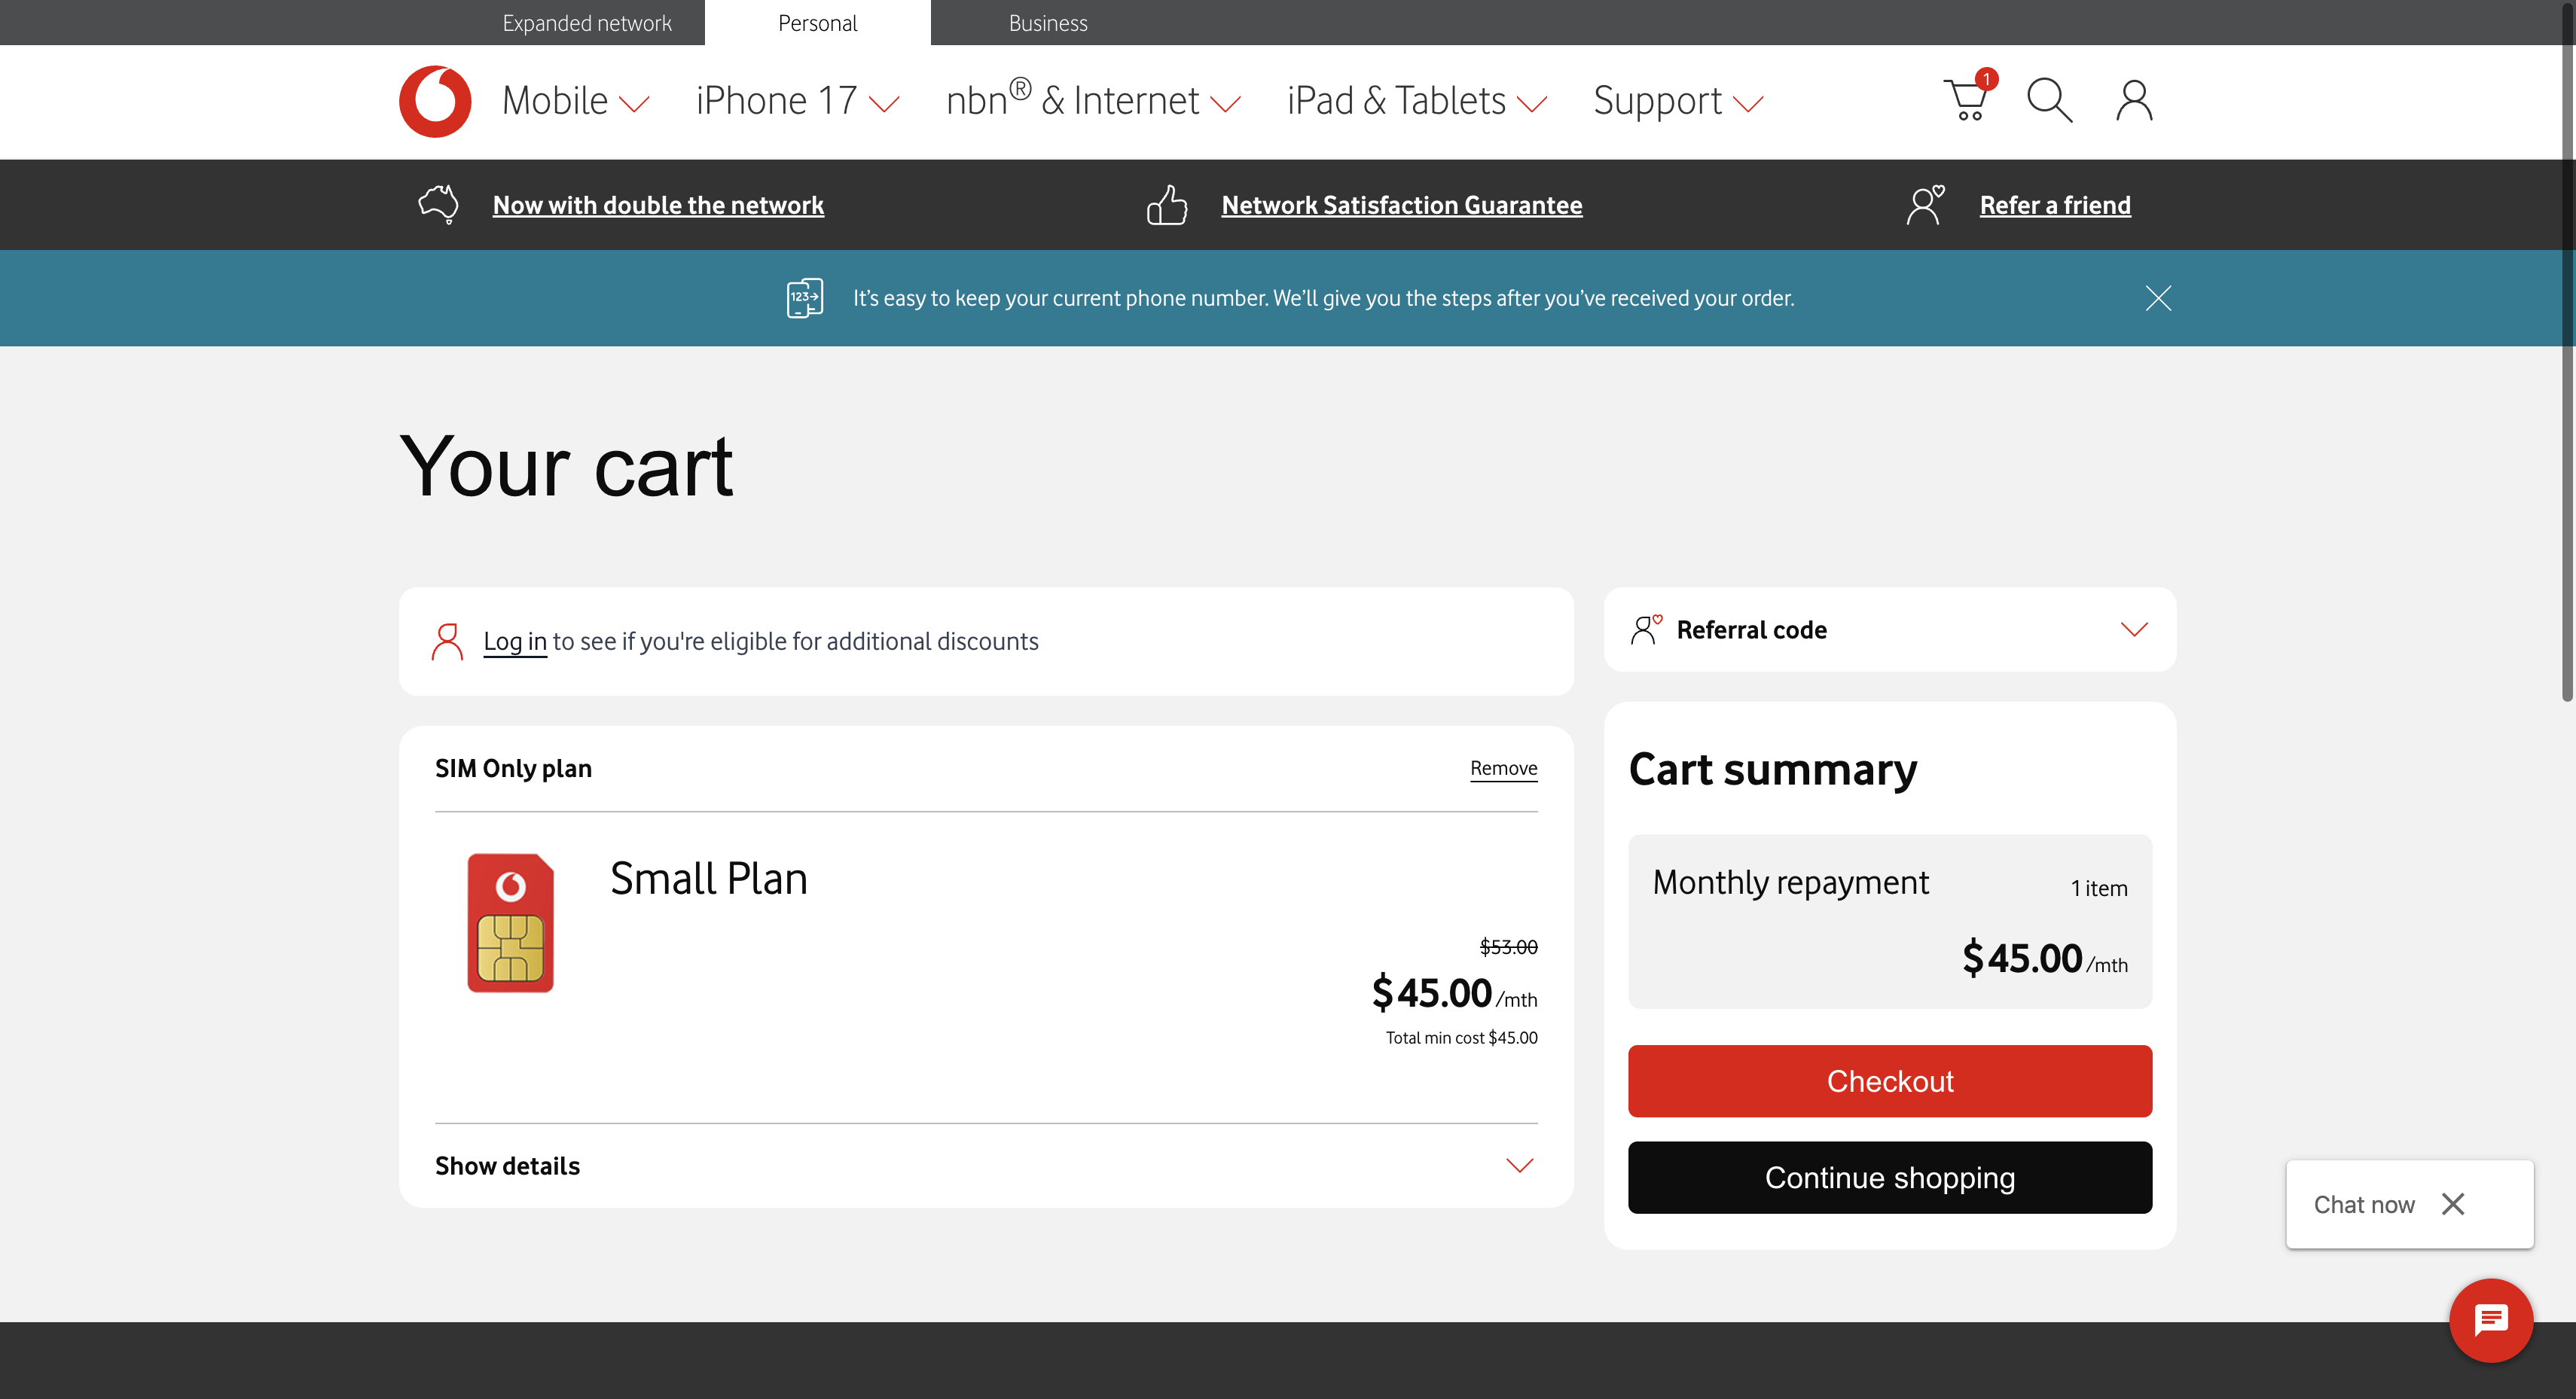 Expanded network
Personal
Business
Mobile
iPhone 17
nbn® & Internet
iPad & Tablets
Support
1
Now with double the network
Network Satisfaction Guarantee
Refer a friend
123→
It's easy to keep your current phone number. We'll give you the steps after you've received your order.
Your cart
Log in to see if you're eligible for additional discounts
Referral code
SIM Only plan
Remove
Small Plan
$53.00
$45.00/mth
Total min cost $45.00
Show details
Cart summary
Monthly repayment
1 item
$45.00/mth
Checkout
Continue shopping
Chat now